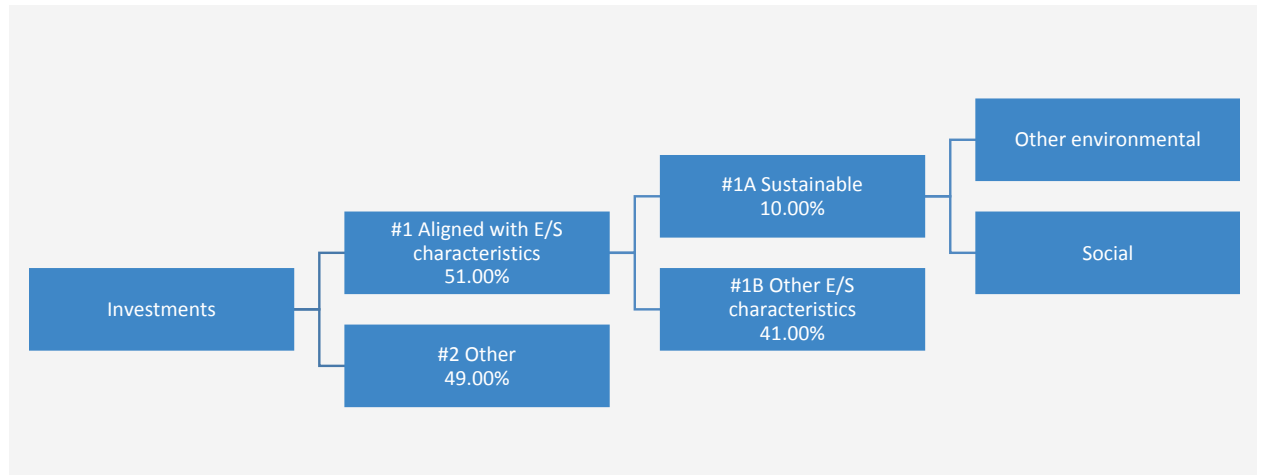 Investments
#1 Aligned with E/S
characteristics
51.00%
#2 Other
49.00%
#1A Sustainable
10.00%
#1B Other E/S
characteristics
41.00%
Other environmental
Social